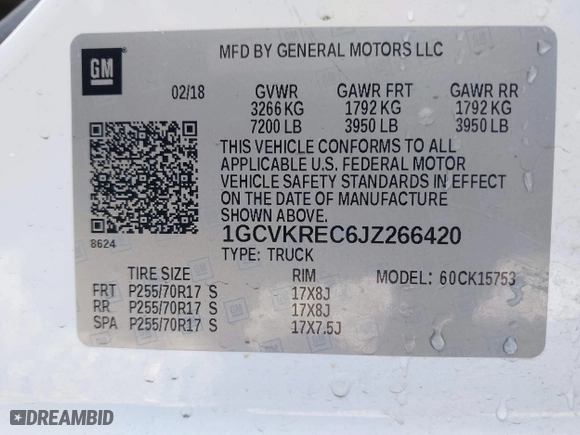 GM
MFD BY GENERAL MOTORS LLC
02/18 GVWR GAWR FRT GAWR RR
3266 KG 1792 KG 1792 KG
7200 LB 3950 LB 3950 LB
THIS VEHICLE CONFORMS TO ALL
APPLICABLE U.S. FEDERAL MOTOR
VEHICLE SAFETY STANDARDS IN EFFECT
ON THE DATE OF MANUFACTURE
SHOWN ABOVE.
8624
1GCVKREC6JZ266420
TYPE: TRUCK
TIRE SIZE RIM MODEL: 60CK15753
FRT P255/70R17 S 17X8J
RR P255/70R17 S 17X8J
SPA P255/70R17 S 17X7.5J
DREAMBID